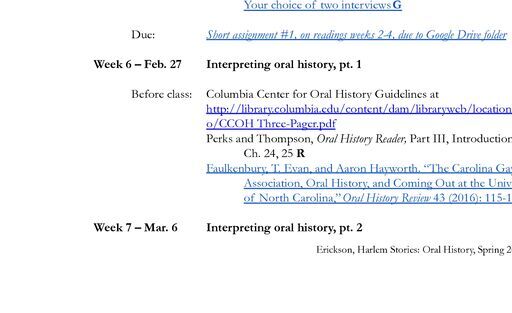 Your choice of two interviews G
Due: Short assignment #1, on readings weeks 2-4, due to Google Drive folder
Week 6 – Feb. 27 Interpreting oral history, pt. 1
Before class: Columbia Center for Oral History Guidelines at
http://library.columbia.edu/content/dam/libraryweb/location
o/CCOH Three-Pager.pdf
Perks and Thompson, Oral History Reader, Part III, Introduction
Ch. 24, 25 R
Faulkenbury, T. Evan, and Aaron Hayworth. “The Carolina Gay
Association, Oral History, and Coming Out at the Univ
of North Carolina,” Oral History Review 43 (2016): 115-1
Week 7 – Mar. 6 Interpreting oral history, pt. 2
Erickson, Harlem Stories: Oral History, Spring 2